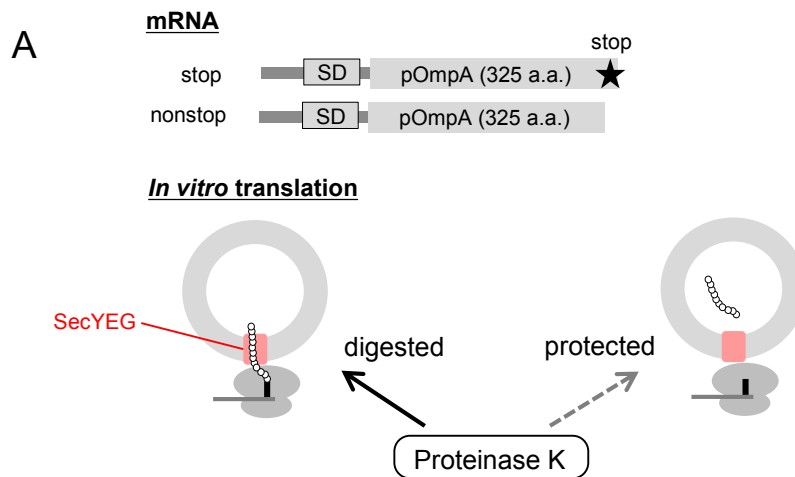 A
mRNA
stop
stop
SD
pOmpA (325 a.a.)
nonstop
SD
pOmpA (325 a.a.)
In vitro translation
SecYEG
digested
protected
Proteinase K